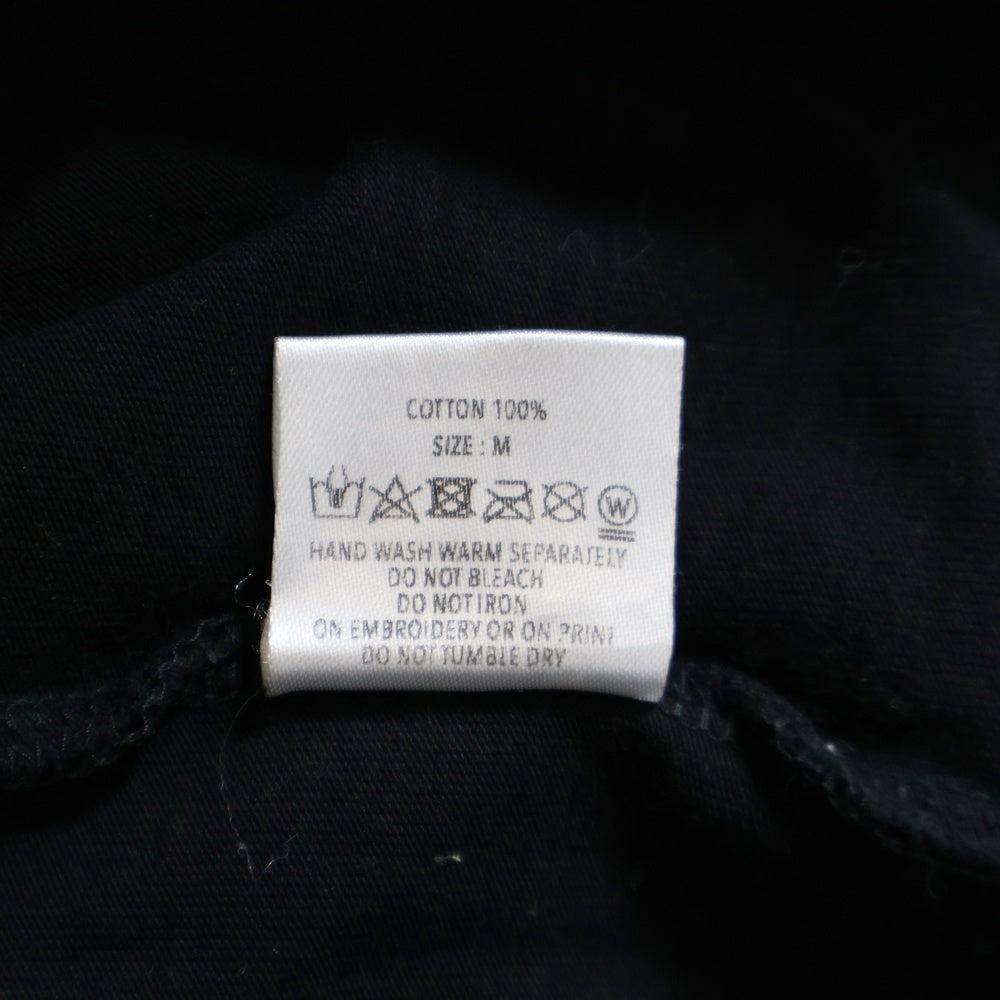 COTTON 100%
SIZE : M
W
HAND WASH WARM SEPARATELY
DO NOT BLEACH
DO NOT IRON
ON EMBROIDERY OR ON PRINT
DO NOT TUMBLE DRY